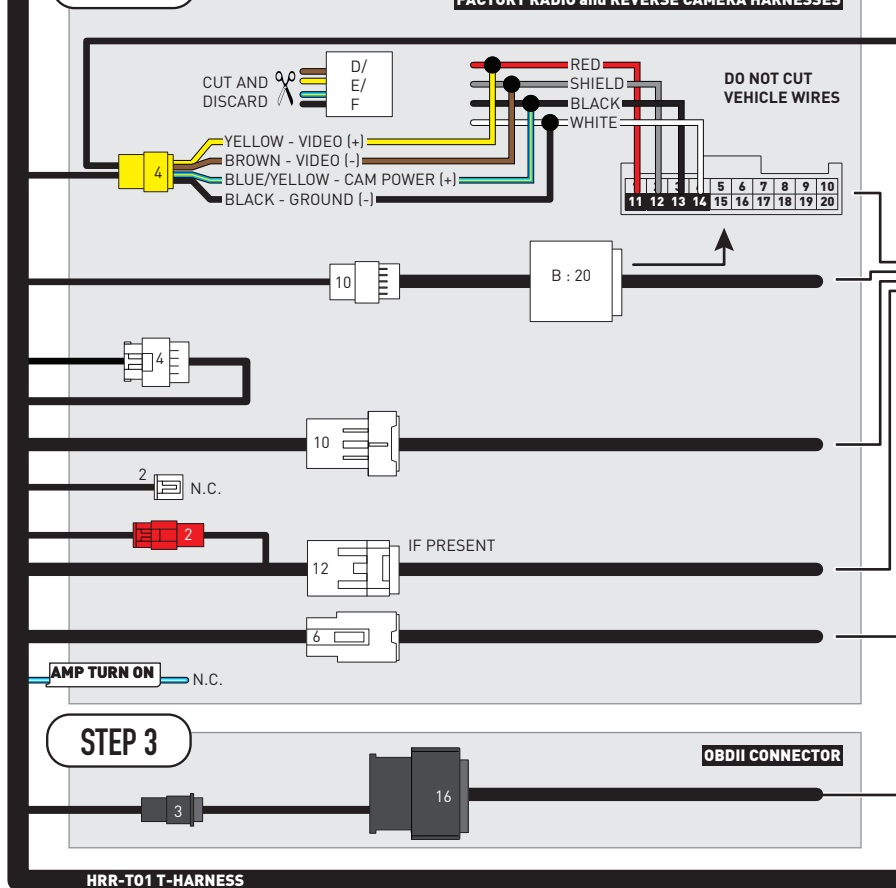 FACTORY RADIO and REVERSE CAMERA HARNESSES
CUT AND
DISCARD
D/
E/
F
RED
SHIELD
BLACK
WHITE
DO NOT CUT
VEHICLE WIRES
YELLOW - VIDEO (+)
BROWN - VIDEO (-)
BLUE/YELLOW - CAM POWER (+)
BLACK - GROUND (-)
4
5 6 7 8 9 10
11 12 13 14 15 16 17 18 19 20
10
B : 20
4
10
2
N.C.
2
IF PRESENT
12
6
AMP TURN ON
N.C.
STEP 3
OBDII CONNECTOR
3
16
HRR-T01 T-HARNESS